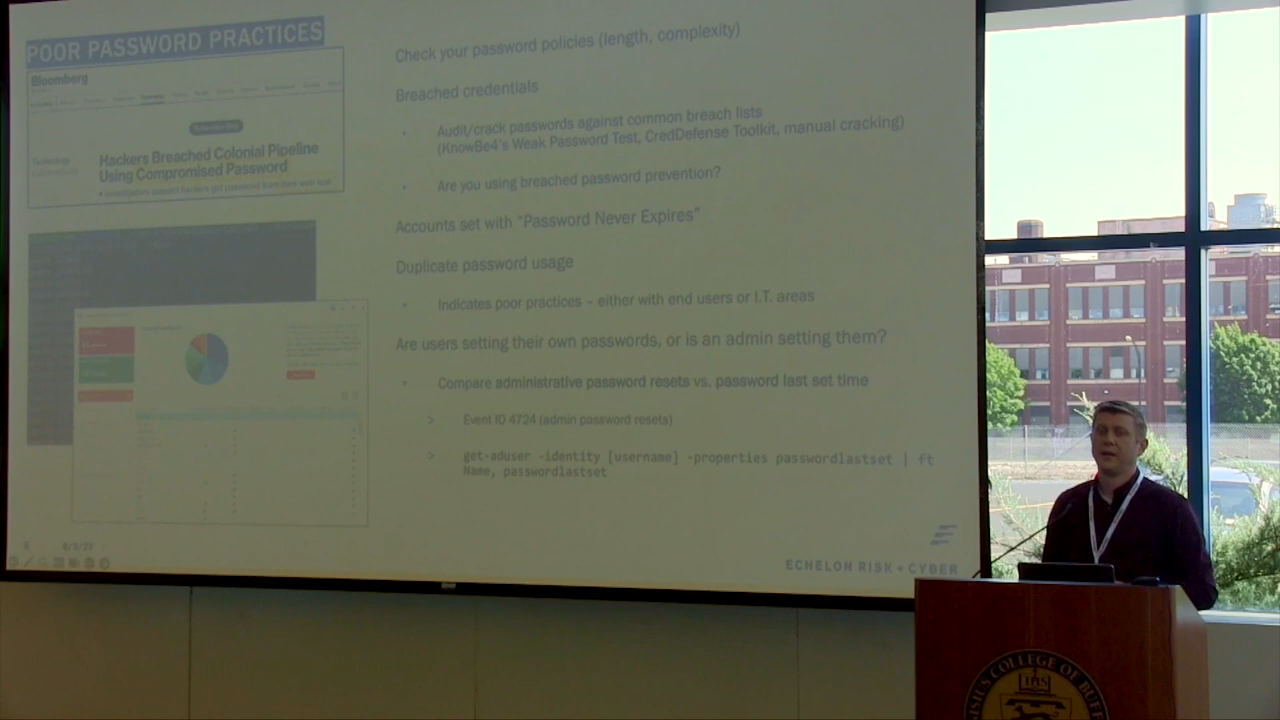 POOR PASSWORD PRACTICES
Bloomberg
Technology
Hackers Breached Colonial Pipeline
Using Compromised Password
Check your password policies (length, complexity)
Breached credentials
• Audit/crack passwords against common breach lists
(KnowBe4's Weak Password Test, CredDefense Toolkit, manual cracking)
• Are you using breached password prevention?
Accounts set with "Password Never Expires"
Duplicate password usage
• Indicates poor practices – either with end users or I.T. areas
Are users setting their own passwords, or is an admin setting them?
• Compare administrative password resets vs. password last set time
> Event ID 4724 (admin password resets)
> get-aduser -identity [username] -properties passwordlastset | ft
Name, passwordlastset
ECHELON RISK + CYBER
COLLEGE OF
IHS